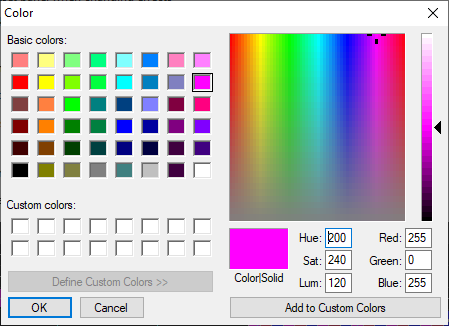 Color
Basic colors:
Custom colors:
Define Custom Colors >>
OK
Cancel
Color|Solid
Hue: 200
Sat: 240
Lum: 120
Red: 255
Green: 0
Blue: 255
Add to Custom Colors